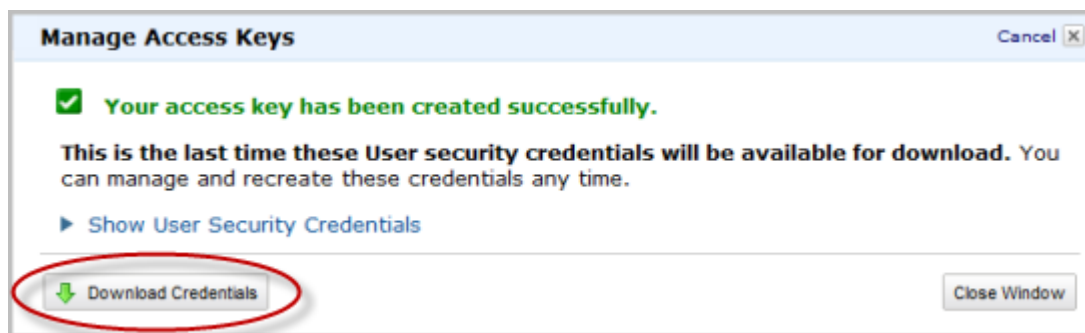 Manage Access Keys Cancel
Your access key has been created successfully.
This is the last time these User security credentials will be available for download. You
can manage and recreate these credentials any time.
Show User Security Credentials
Download Credentials Close Window